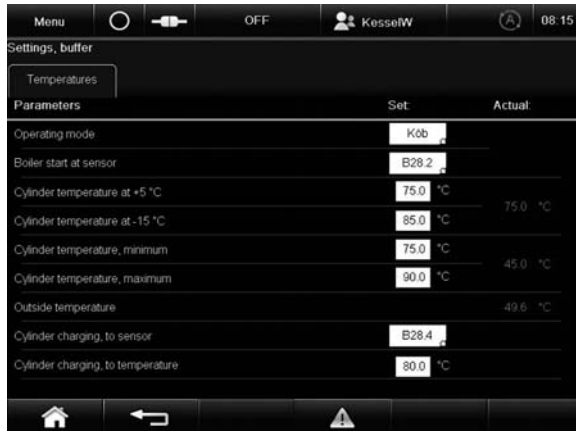 Menu OFF KesselW A 08:15
Settings, buffer
Temperatures
Parameters Set: Actual:
Operating mode Köb
Boiler start at sensor B28.2
Cylinder temperature at +5 °C 75.0 °C
75.0 °C
Cylinder temperature at -15 °C 85.0 °C
Cylinder temperature, minimum 75.0 °C
45.0 °C
Cylinder temperature, maximum 90.0 °C
Outside temperature 49.6 °C
Cylinder charging, to sensor B28.4
Cylinder charging, to temperature 80.0 °C